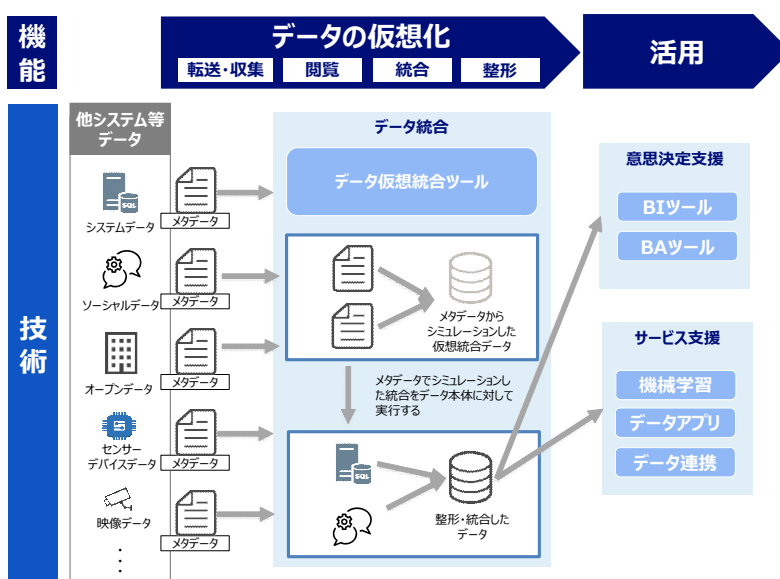 機
能
データの仮想化
転送・収集
閲覧
統合
整形
活用
技
術
他システム等
データ
システムデータ
ソーシャルデータ
オープンデータ
センサー
デバイスデータ
映像データ
・
・
・
SQL
メタデータ
メタデータ
メタデータ
メタデータ
メタデータ
データ統合
データ仮想統合ツール
メタデータから
シミュレーションした
仮想統合データ
メタデータでシミュレーションし
た統合をデータ本体に対して
実行する
SQL
整形・統合した
データ
意思決定支援
BIツール
BAツール
サービス支援
機械学習
データアプリ
データ連携